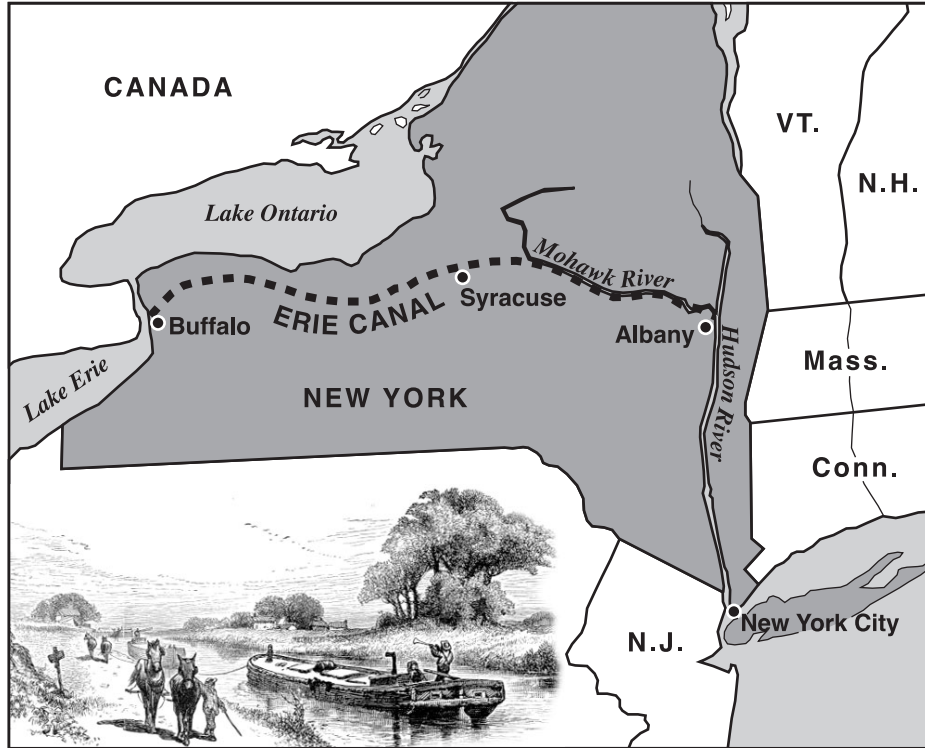 CANADA
VT.
N.H.
Lake Ontario
Mohawk River
Syracuse
ERIE CANAL
Buffalo
Albany
Hudson River
Mass.
Lake Erie
NEW YORK
Conn.
New York City
N.J.